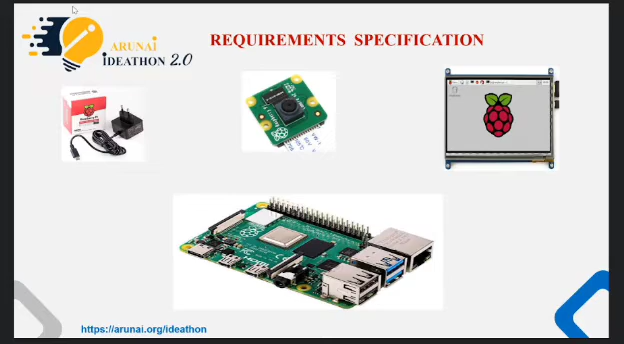 ARUNAI
IDEATHON 2.0
REQUIREMENTS SPECIFICATION
https://arunai.org/ideathon